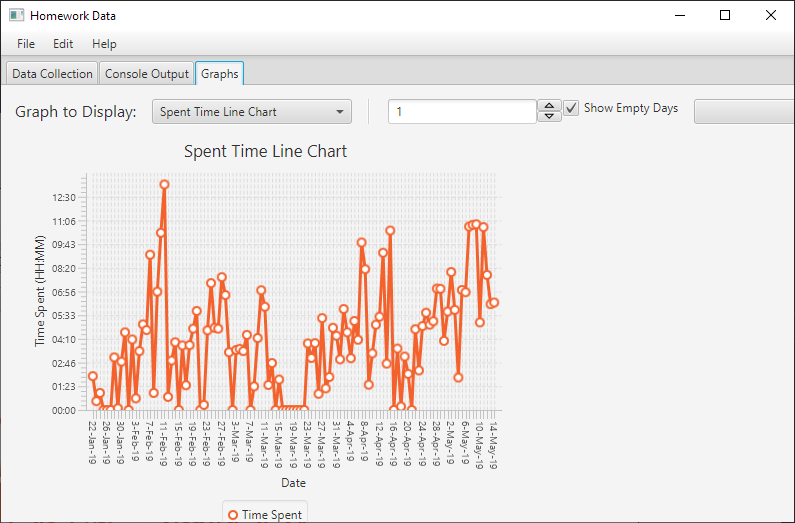 Homework Data
File Edit Help
Data Collection Console Output Graphs
Graph to Display: Spent Time Line Chart 1 Show Empty Days
Spent Time Line Chart
Time Spent (HH:MM)
12:30
11:06
09:43
08:20
06:56
05:33
04:10
02:46
01:23
00:00
22-Jan-19 26-Jan-19 30-Jan-19 3-Feb-19 7-Feb-19 11-Feb-19 15-Feb-19 19-Feb-19 23-Feb-19 27-Feb-19 3-Mar-19 7-Mar-19 11-Mar-19 15-Mar-19 19-Mar-19 23-Mar-19 27-Mar-19 31-Mar-19 4-Apr-19 8-Apr-19 12-Apr-19 16-Apr-19 20-Apr-19 24-Apr-19 28-Apr-19 2-May-19 6-May-19 10-May-19 14-May-19
Date
Time Spent